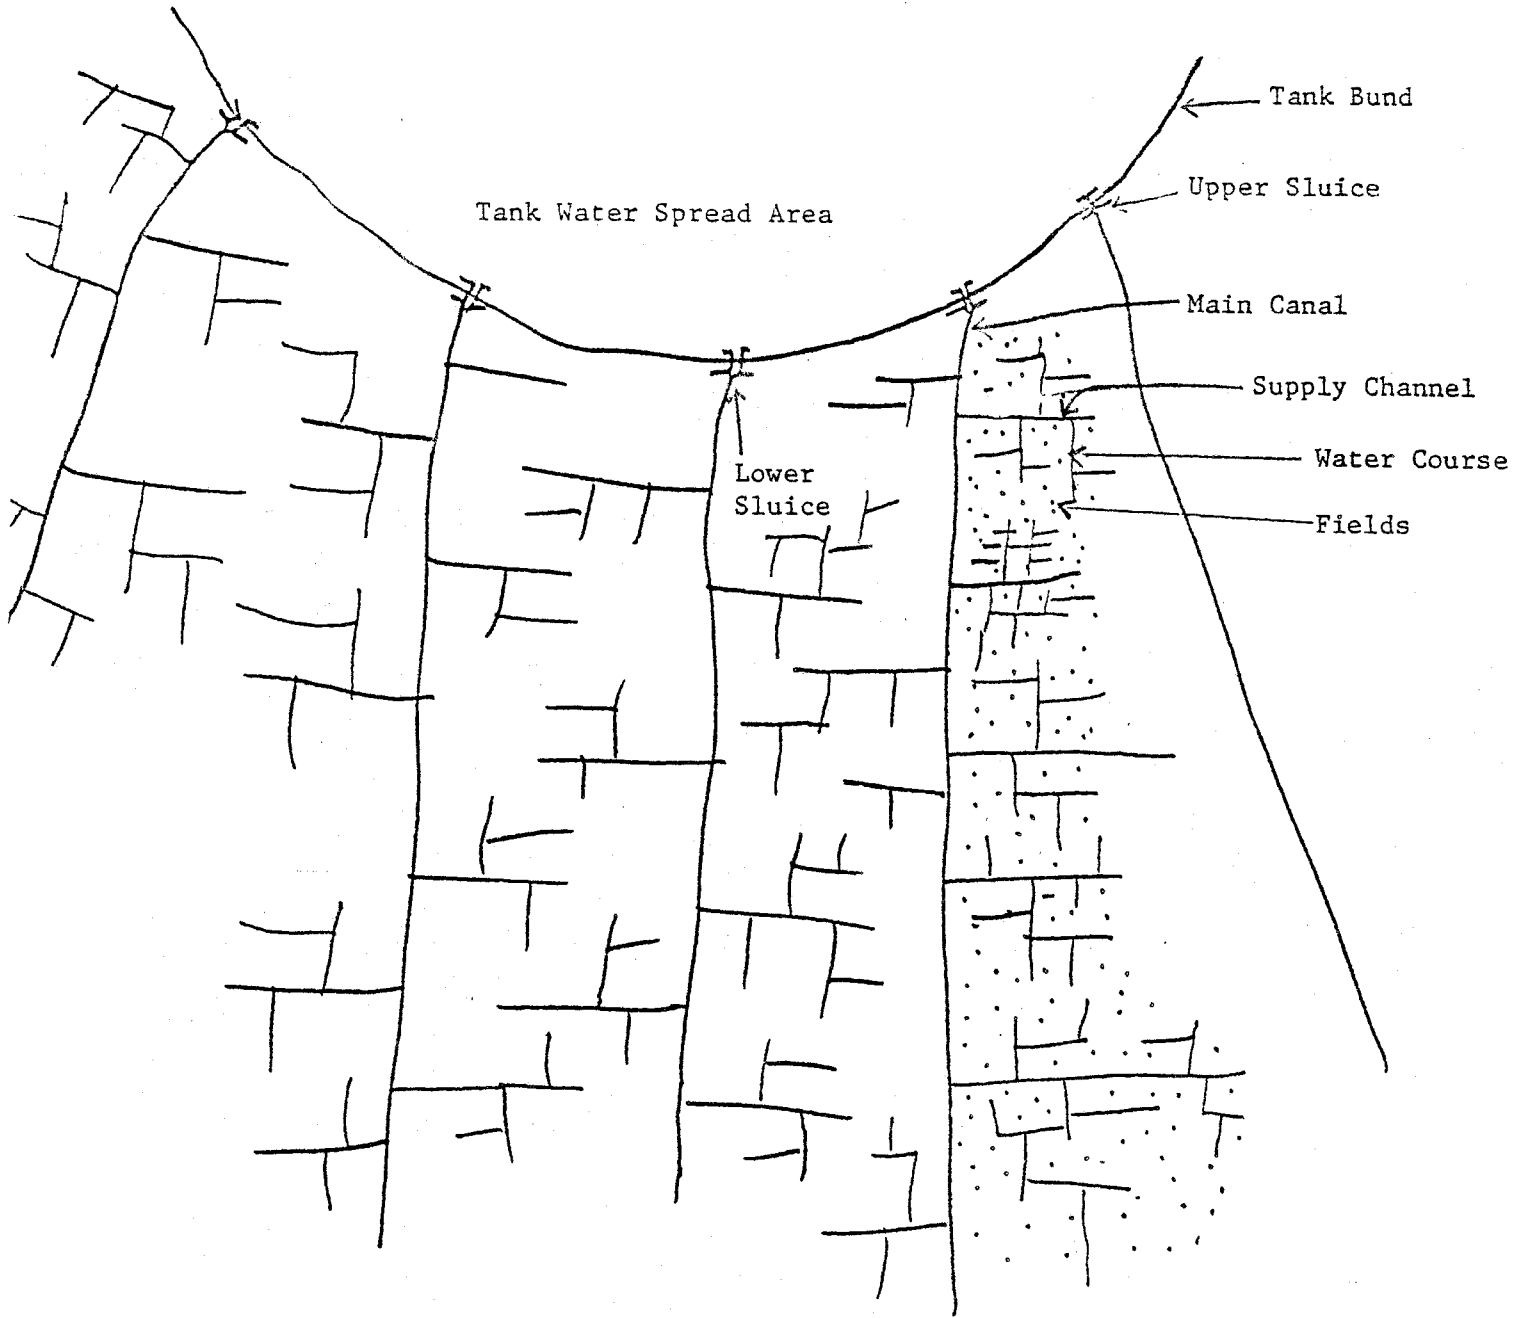 Tank Bund
Upper Sluice
Tank Water Spread Area
Main Canal
Supply Channel
Water Course
Lower
Sluice
Fields